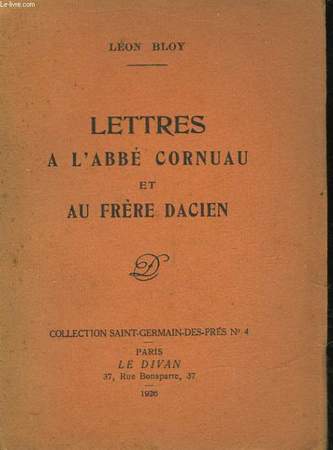 LÉON BLOY
LETTRES
A L'ABBÉ CORNUAU
ET
AU FRÈRE DACIEN
D
COLLECTION SAINT-GERMAIN-DES-PRÉS Nº 4
PARIS
LE DIVAN
37, Rue Bonaparte, 37
1926